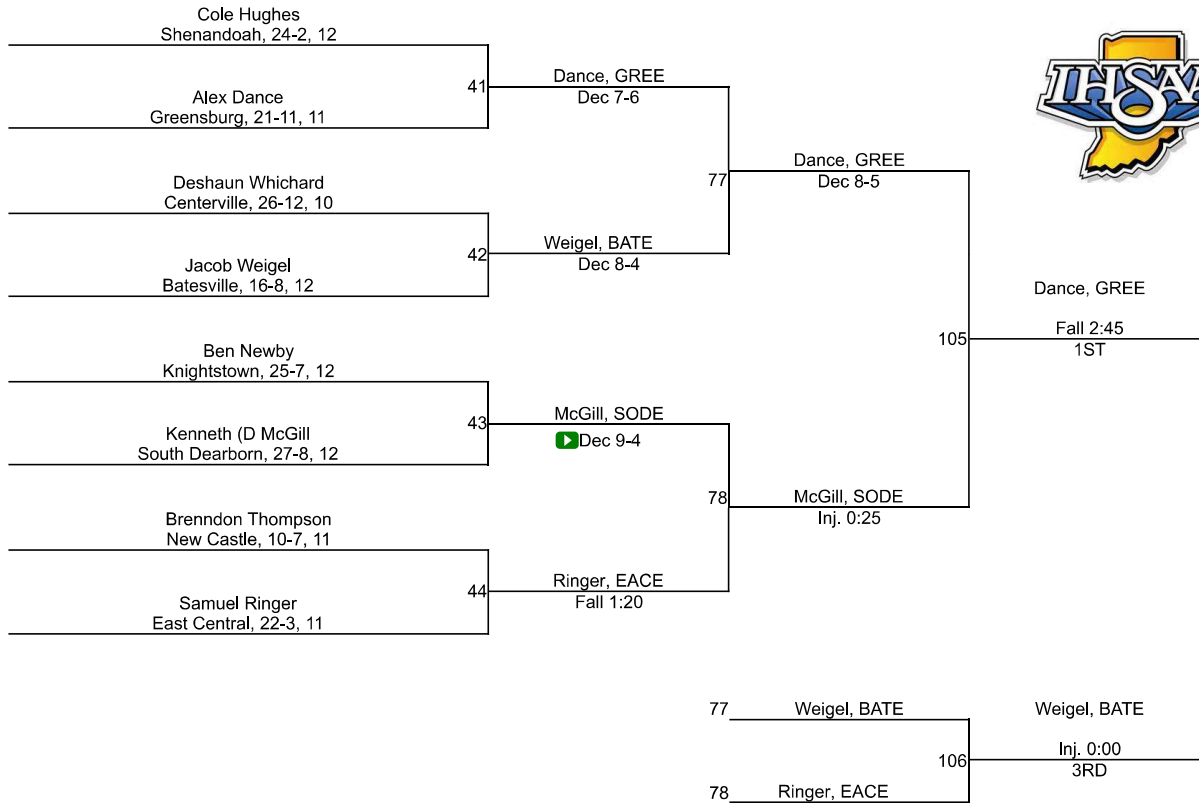 Cole Hughes
Shenandoah, 24-2, 12
Alex Dance
Greensburg, 21-11, 11
41
Dance, GREE
Dec 7-6
Deshaun Whichard
Centerville, 26-12, 10
Jacob Weigel
Batesville, 16-8, 12
42
Weigel, BATE
Dec 8-4
77
Dance, GREE
Dec 8-5
Ben Newby
Knightstown, 25-7, 12
Kenneth (D McGill
South Dearborn, 27-8, 12
43
McGill, SODE
Dec 9-4
Brenndon Thompson
New Castle, 10-7, 11
Samuel Ringer
East Central, 22-3, 11
44
Ringer, EACE
Fall 1:20
78
McGill, SODE
Inj. 0:25
105
Dance, GREE
Fall 2:45
1ST
77
Weigel, BATE
78
Ringer, EACE
106
Weigel, BATE
Inj. 0:00
3RD
IHSAA